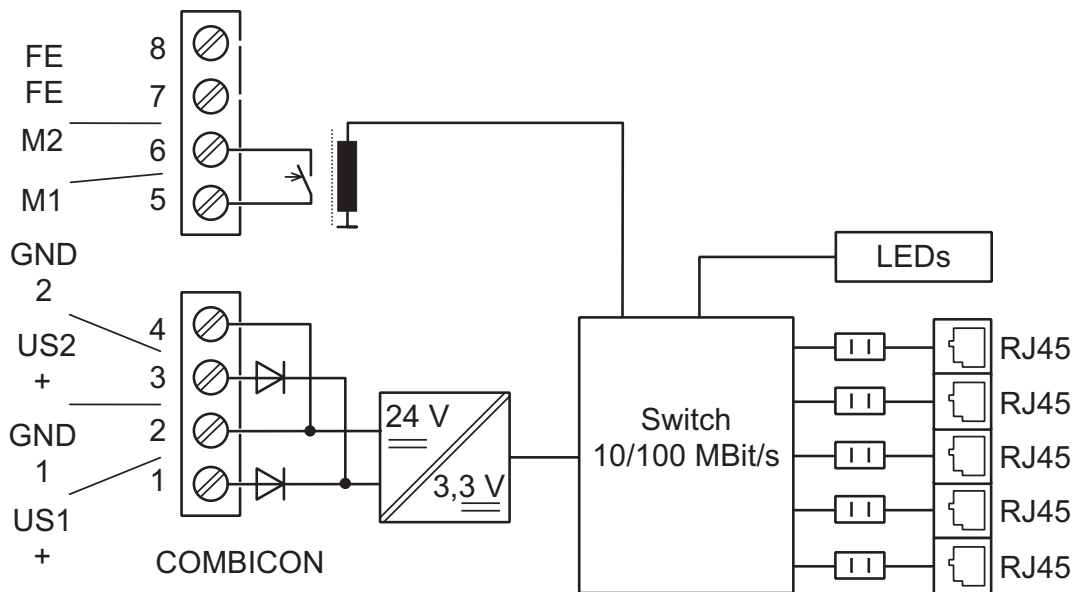 FE
FE
M2
M1
8
7
6
5
GND
2
US2
+
GND
1
US1
+
4
3
2
1
COMBICON
24 V
3,3 V
Switch
10/100 MBit/s
LEDs
RJ45
RJ45
RJ45
RJ45
RJ45